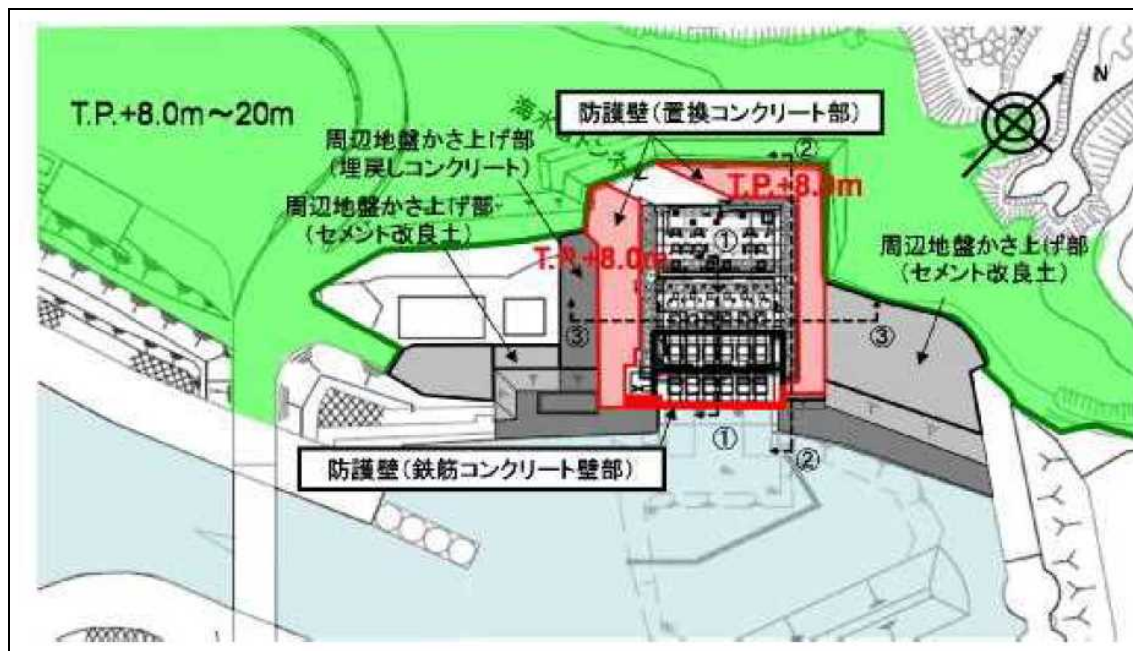 T.P.+8.0m～20m
N
防護壁(置換コンクリート部)
海水
周辺地盤かさ上げ部
(埋戻しコンクリート)
②
T.P.+8.0m
周辺地盤かさ上げ部
(セメント改良土)
①
T.P.+8.0m
周辺地盤かさ上げ部
(セメント改良土)
③
③
①
②
防護壁(鉄筋コンクリート壁部)